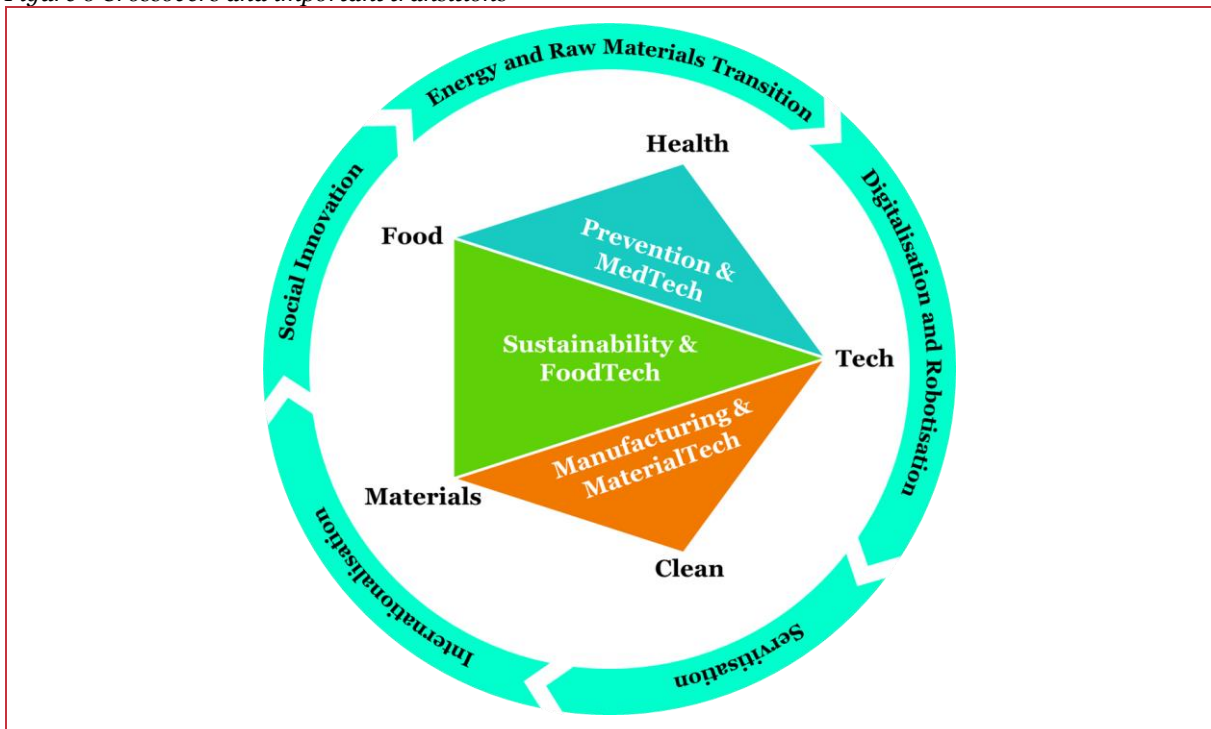 Energy and Raw Materials Transition
Health
Social Innovation
Digitalisation and Robotisation
Food
Prevention &
MedTech
Sustainability &
FoodTech
Tech
Manufacturing &
MaterialTech
Materials
Clean
Internationalisation
Servitisation